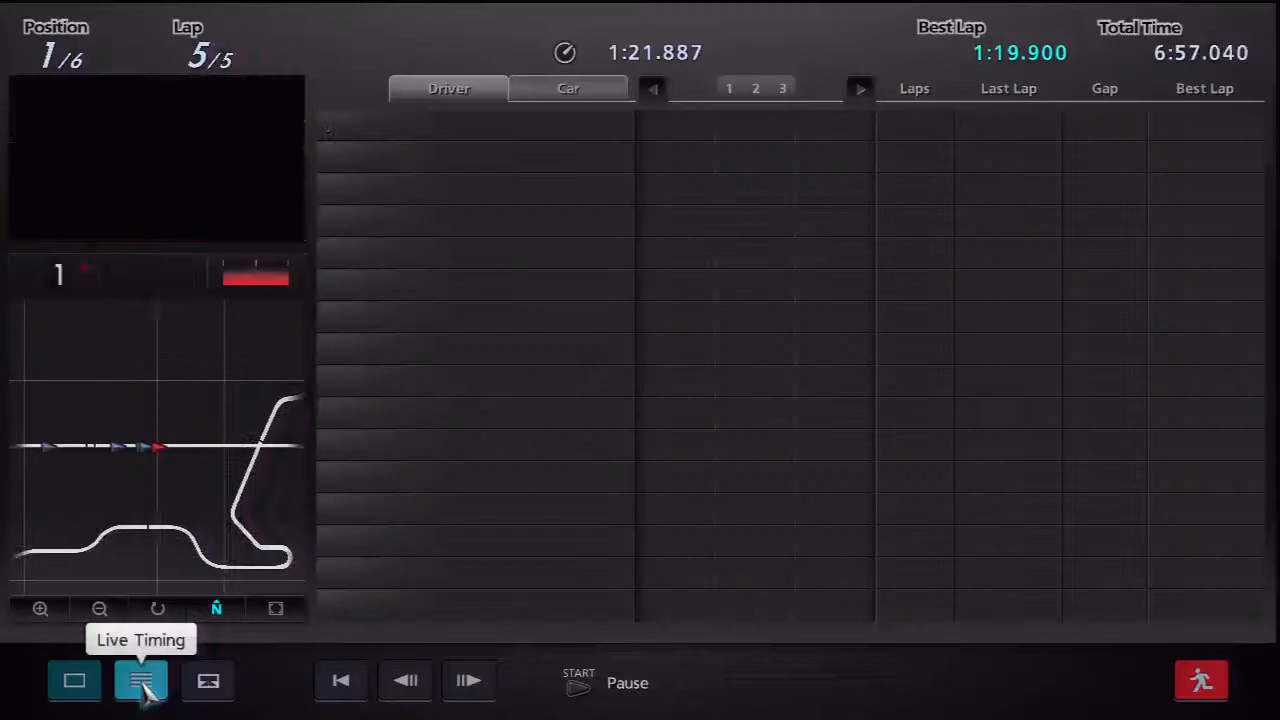 Position
Lap
Best Lap
Total Time
1/6
5/5
1:21.887
1:19.900
6:57.040
Driver
Car
1 2 3
Laps
Last Lap
Gap
Best Lap
1
N
Live Timing
START
Pause